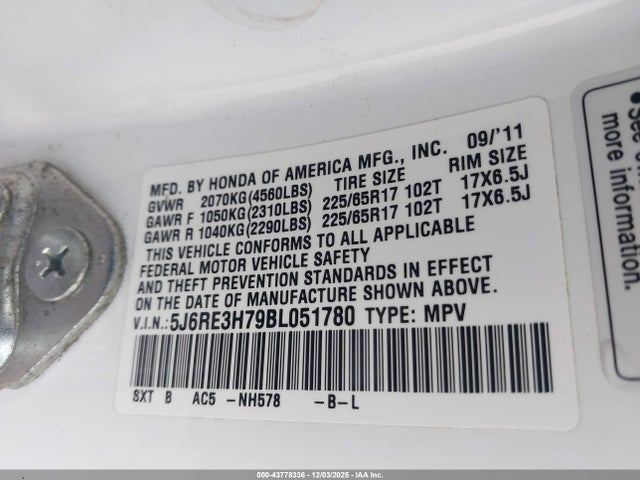 09/'11
MFD. BY HONDA OF AMERICA MFG., INC.
GVWR 2070KG(4560LBS) TIRE SIZE RIM SIZE
GAWR F 1050KG(2310LBS) 225/65R17 102T 17X6.5J
GAWR R 1040KG(2290LBS) 225/65R17 102T 17X6.5J
THIS VEHICLE CONFORMS TO ALL APPLICABLE
FEDERAL MOTOR VEHICLE SAFETY
AND THEFT PREVENTION STANDARDS IN EFFECT
ON THE DATE OF MANUFACTURE SHOWN ABOVE.
V.I.N.: 5J6RE3H79BL051780 TYPE: MPV
SXT B AC5 -NH578 -B-L
• See
more information.
000-43778336 | 12/03/2025 | IAA Inc.